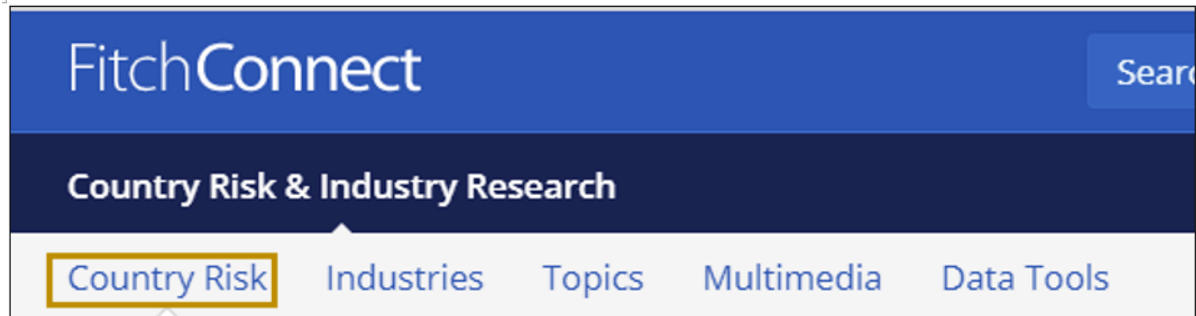 FitchConnect
Country Risk & Industry Research
Country Risk Industries Topics Multimedia Data Tools